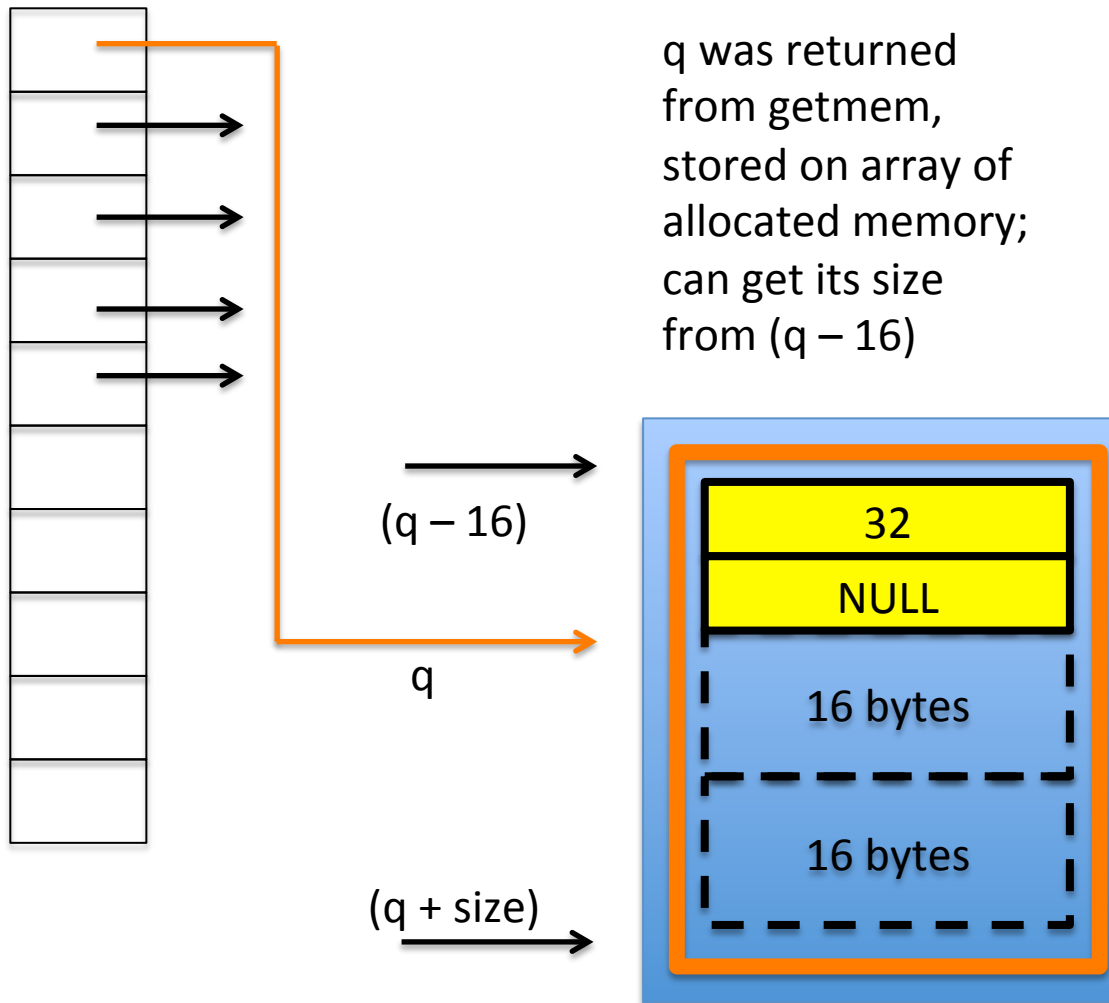 q was returned
from getmem,
stored on array of
allocated memory;
can get its size
from (q – 16)
(q – 16)
32
NULL
q
16 bytes
16 bytes
(q + size)